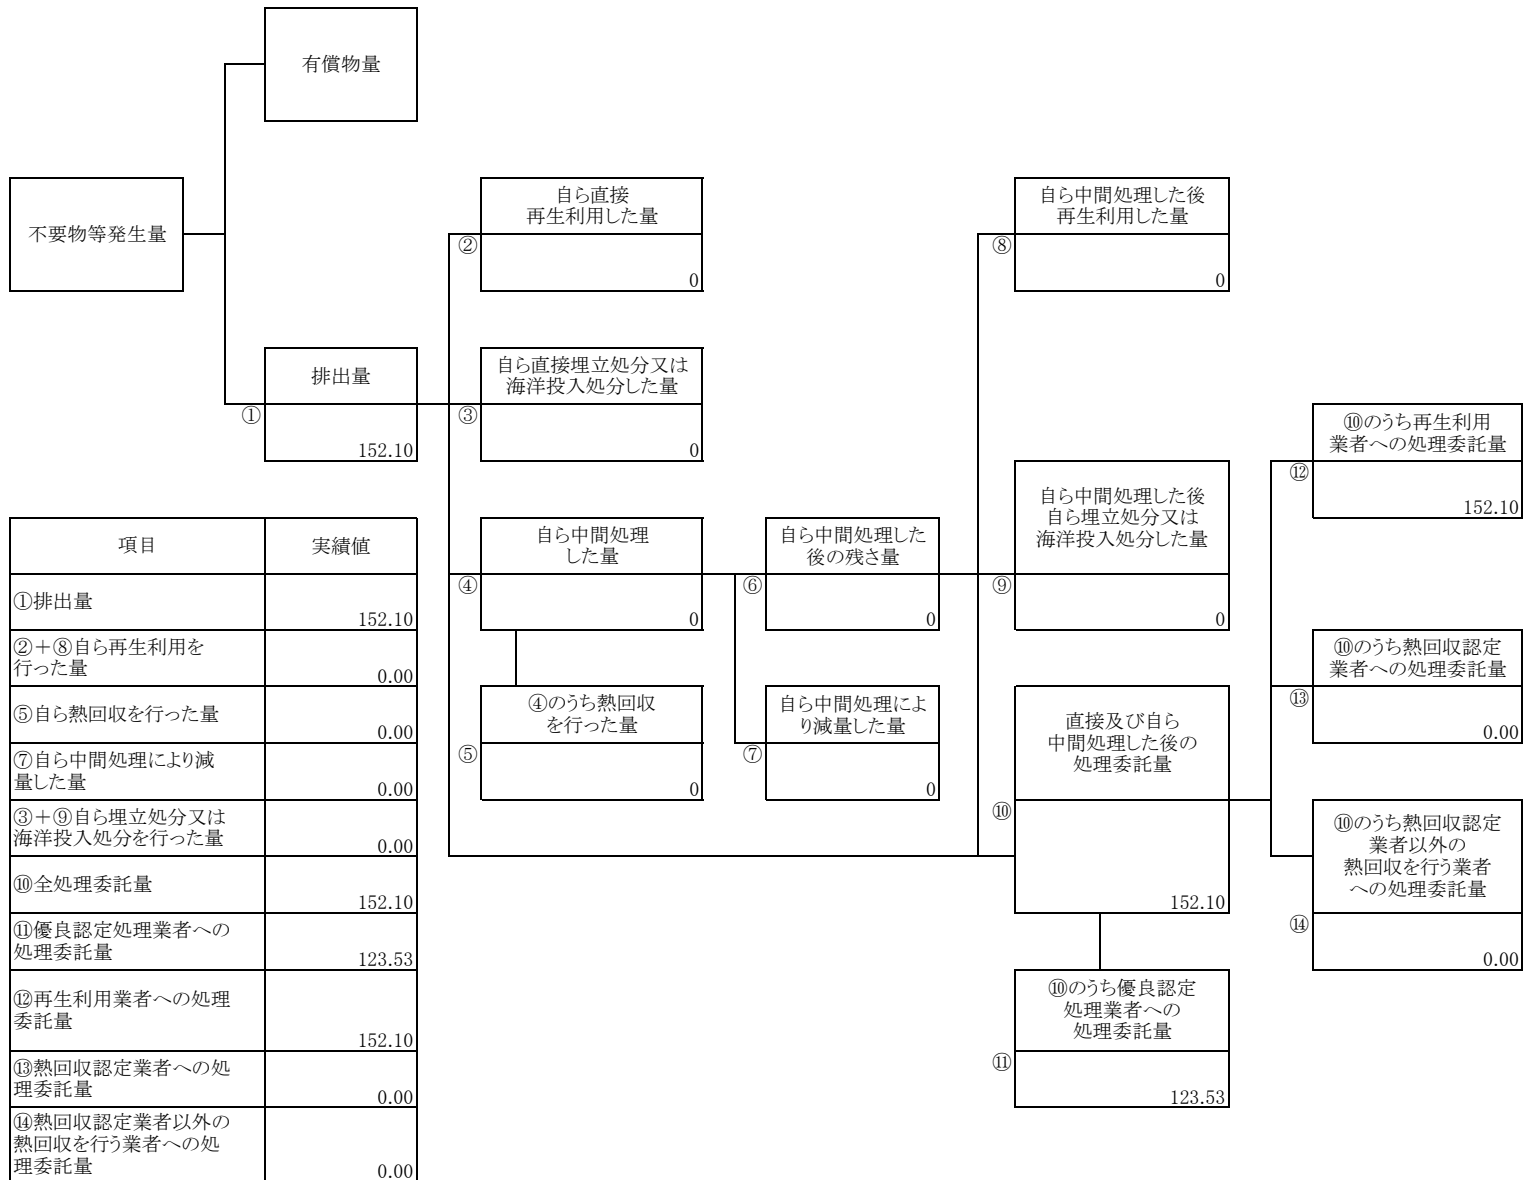 有償物量
不要物等発生量
自ら直接
再生利用した量
②
0
自ら中間処理した後
再生利用した量
⑧
0
排出量
①
152.10
自ら直接埋立処分又は
海洋投入処分した量
③
0
⑩のうち再生利用
業者への処理委託量
⑫
152.10
自ら中間処理
した量
④
0
自ら中間処理した
後の残さ量
⑥
0
自ら中間処理した後
自ら埋立処分又は
海洋投入処分した量
⑨
0
⑩のうち熱回収認定
業者への処理委託量
⑬
0.00
④のうち熱回収
を行った量
⑤
0
自ら中間処理によ
り減量した量
⑦
0
直接及び自ら
中間処理した後の
処理委託量
⑩
152.10
⑩のうち熱回収認定
業者以外の
熱回収を行う業者
への処理委託量
⑭
0.00
⑩のうち優良認定
処理業者への
処理委託量
⑪
123.53
項目
実績値
①排出量
152.10
②+⑧自ら再生利用を
行った量
0.00
⑤自ら熱回収を行った量
0.00
⑦自ら中間処理により減
量した量
0.00
③+⑨自ら埋立処分又は
海洋投入処分を行った量
0.00
⑩全処理委託量
152.10
⑪優良認定処理業者への
処理委託量
123.53
⑫再生利用業者への処理
委託量
152.10
⑬熱回収認定業者への処
理委託量
0.00
⑭熱回収認定業者以外の
熱回収を行う業者への処
理委託量
0.00